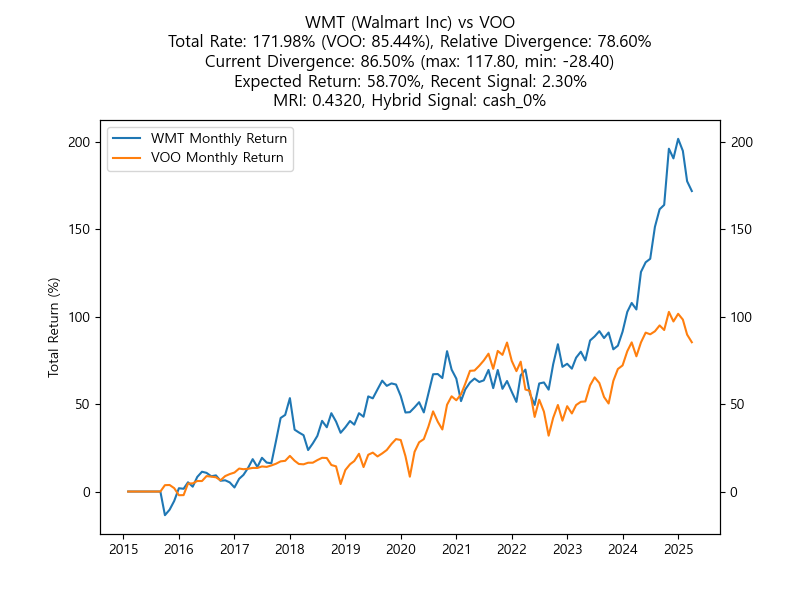 WMT (Walmart Inc) vs VOO
Total Rate: 171.98% (VOO: 85.44%), Relative Divergence: 78.60%
Current Divergence: 86.50% (max: 117.80, min: -28.40)
Expected Return: 58.70%, Recent Signal: 2.30%
MRI: 0.4320, Hybrid Signal: cash_0%
WMT Monthly Return
VOO Monthly Return
Total Return (%)
200
150
100
50
0
200
150
100
50
0
2015 2016 2017 2018 2019 2020 2021 2022 2023 2024 2025